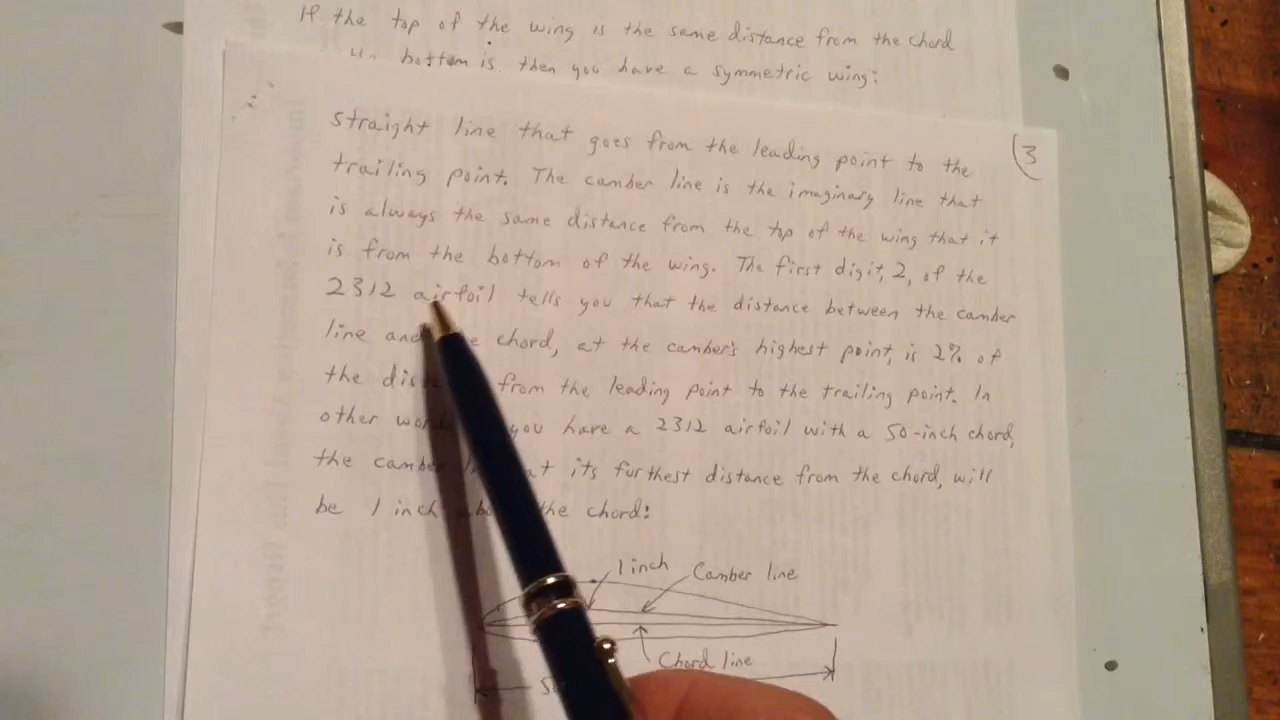 If the top of the wing is the same distance from the chord
bottom is, then you have a symmetric wing:
3
straight line that goes from the leading point to the
trailing point. The camber line is the imaginary line that
is always the same distance from the top of the wing that it
is from the bottom of the wing. The first digit, 2, of the
2312 airfoil tells you that the distance between the camber
line and chord, at the camber's highest point, is 2% of
the from the leading point to the trailing point. In
other you have a 2312 airfoil with a 50-inch chord,
the at its furthest distance from the chord, will
be 1 inch the chord:
1 inch
Camber line
Chord line